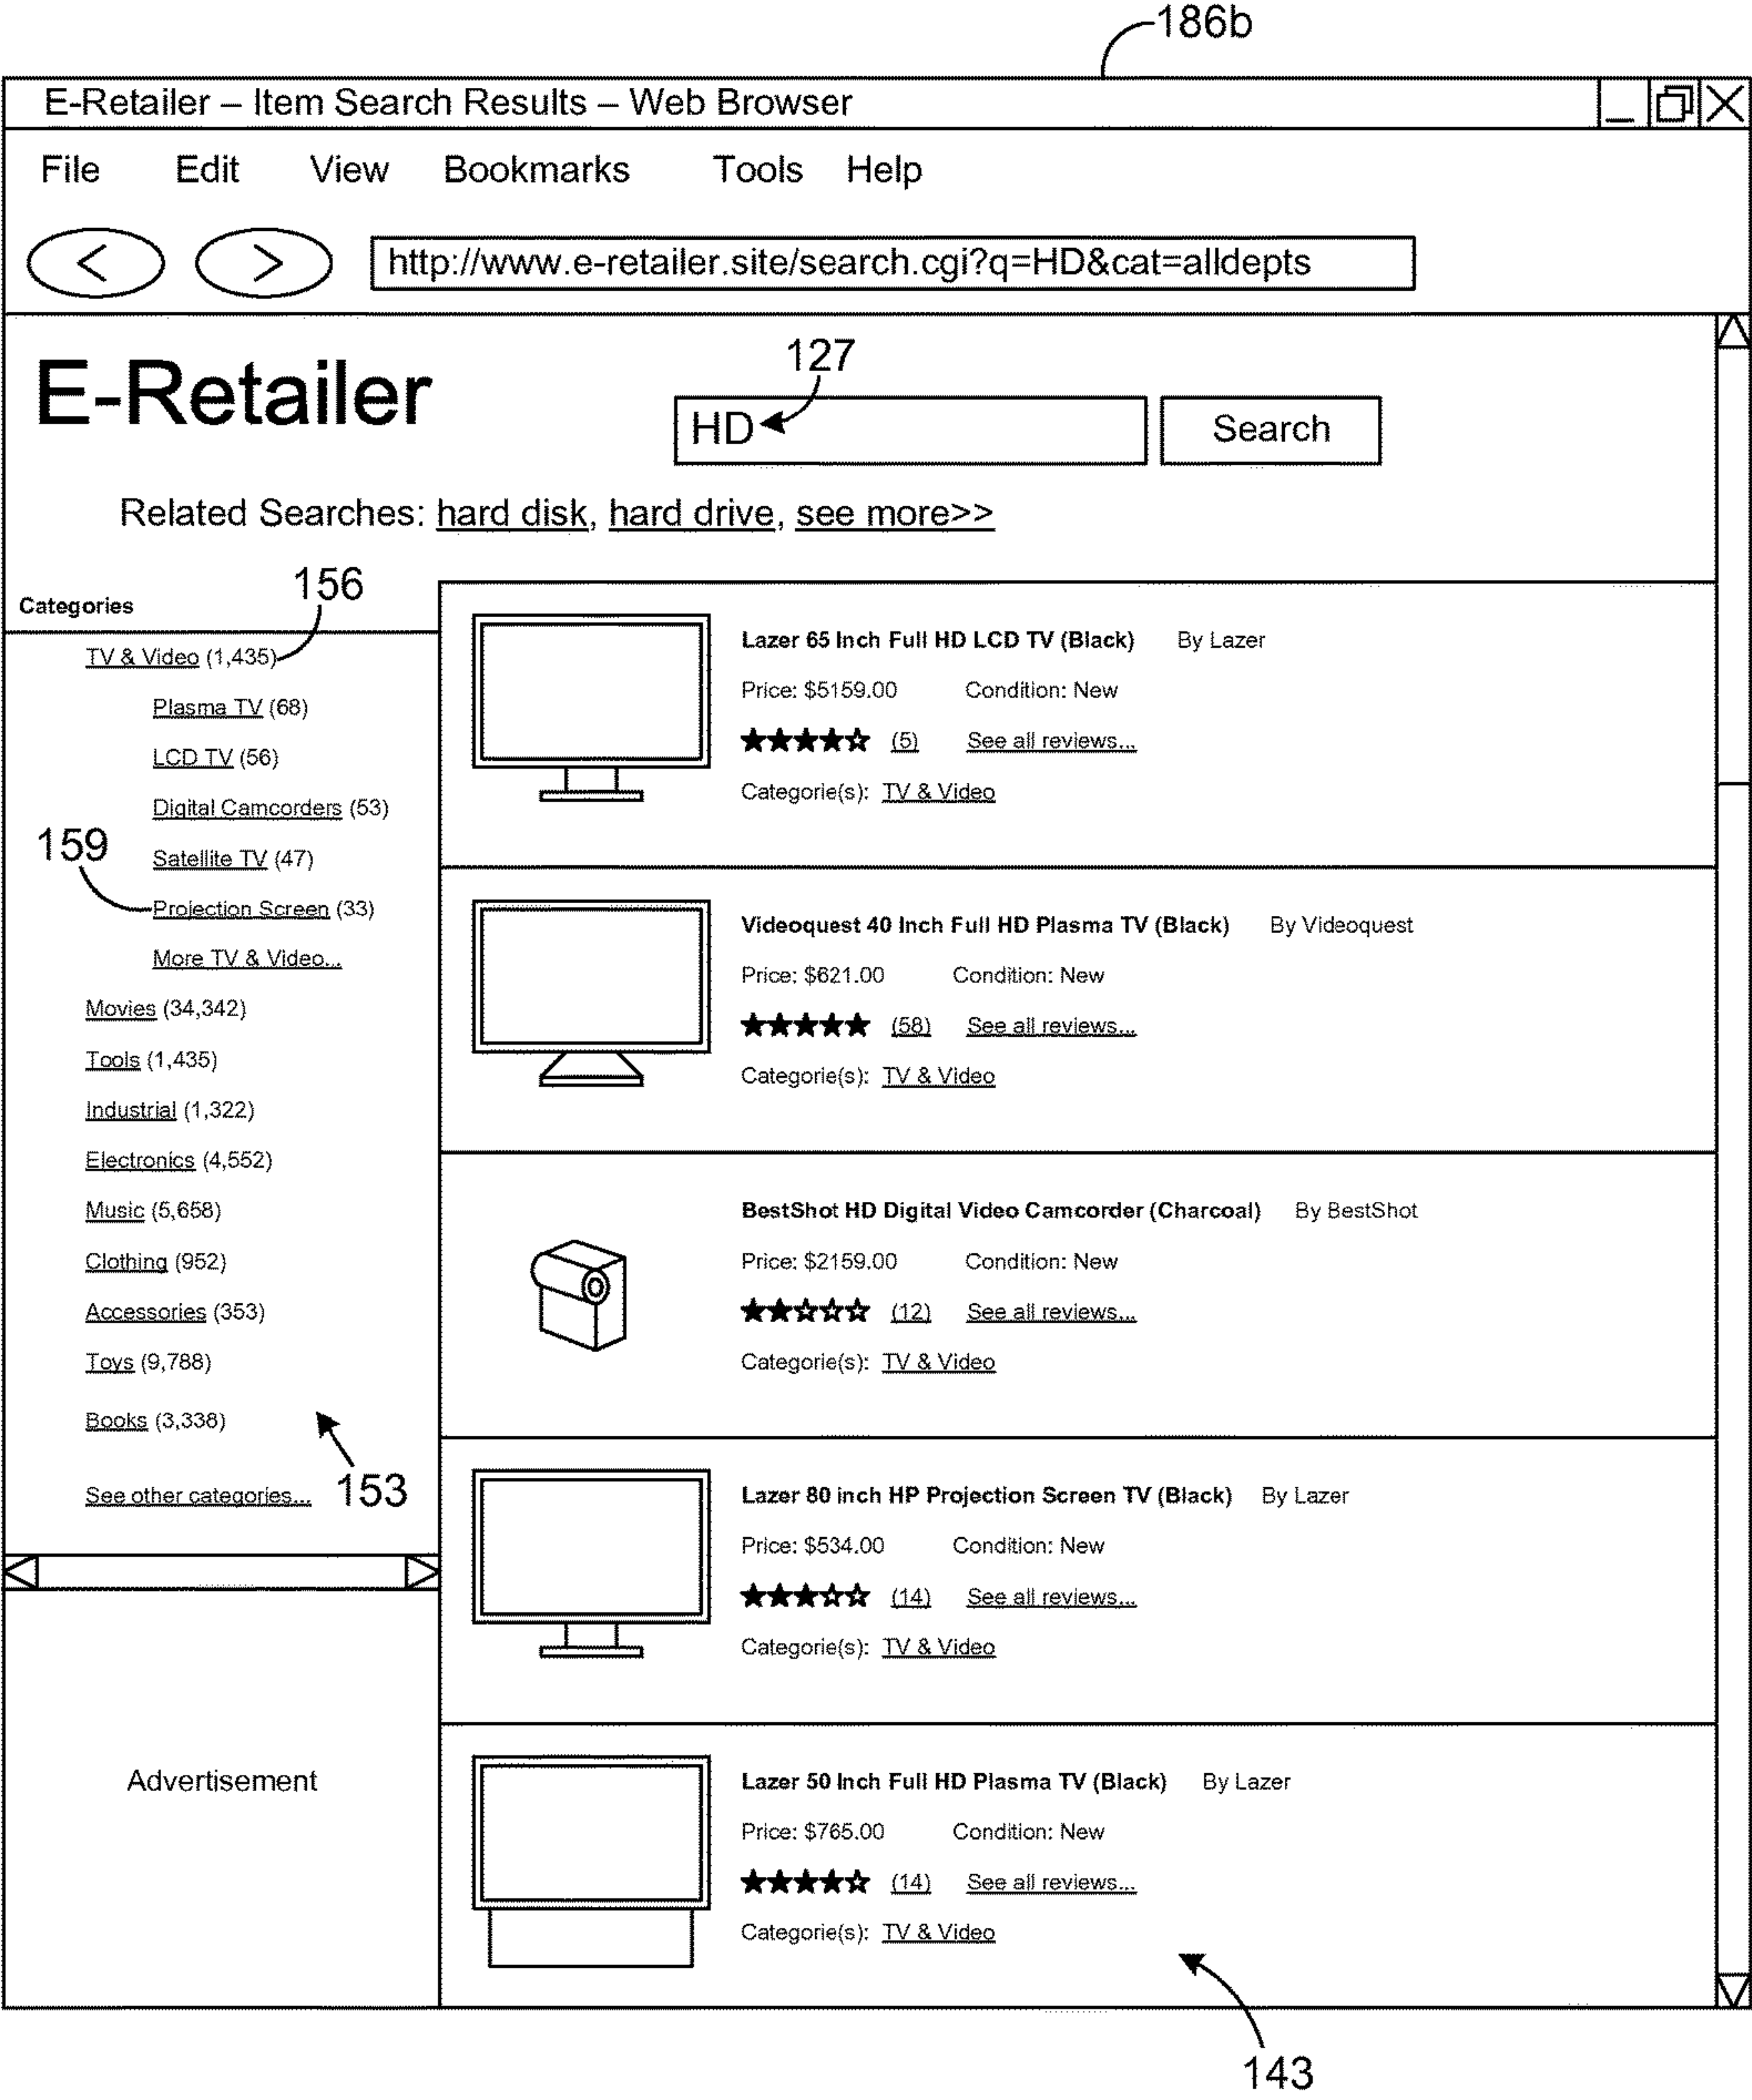 186b
E-Retailer – Item Search Results – Web Browser
File Edit View Bookmarks Tools Help
< > http://www.e-retailer.site/search.cgi?q=HD&cat=alldepts
E-Retailer
127
HD
Search
Related Searches: hard disk, hard drive, see more>>
Categories
156
TV & Video (1,435)
Plasma TV (68)
LCD TV (56)
Digital Camcorders (53)
159
Satellite TV (47)
Projection Screen (33)
More TV & Video...
Movies (34,342)
Tools (1,435)
Industrial (1,322)
Electronics (4,552)
Music (5,658)
Clothing (952)
Accessories (353)
Toys (9,788)
Books (3,338)
See other categories...
153
Advertisement
Lazer 65 Inch Full HD LCD TV (Black) By Lazer
Price: $5159.00 Condition: New
★★★★☆ (5) See all reviews...
Categorie(s): TV & Video
Videoquest 40 Inch Full HD Plasma TV (Black) By Videoquest
Price: $621.00 Condition: New
★★★★★ (58) See all reviews...
Categorie(s): TV & Video
BestShot HD Digital Video Camcorder (Charcoal) By BestShot
Price: $2159.00 Condition: New
★★☆☆☆ (12) See all reviews...
Categorie(s): TV & Video
Lazer 80 inch HP Projection Screen TV (Black) By Lazer
Price: $534.00 Condition: New
★★★☆☆ (14) See all reviews...
Categorie(s): TV & Video
Lazer 50 Inch Full HD Plasma TV (Black) By Lazer
Price: $765.00 Condition: New
★★★★☆ (14) See all reviews...
Categorie(s): TV & Video
143